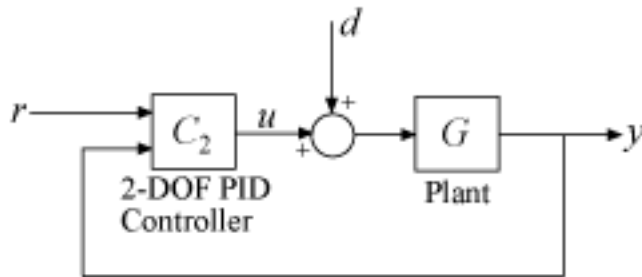 d
+
r
C2
u
+
G
y
2-DOF PID
Controller
Plant